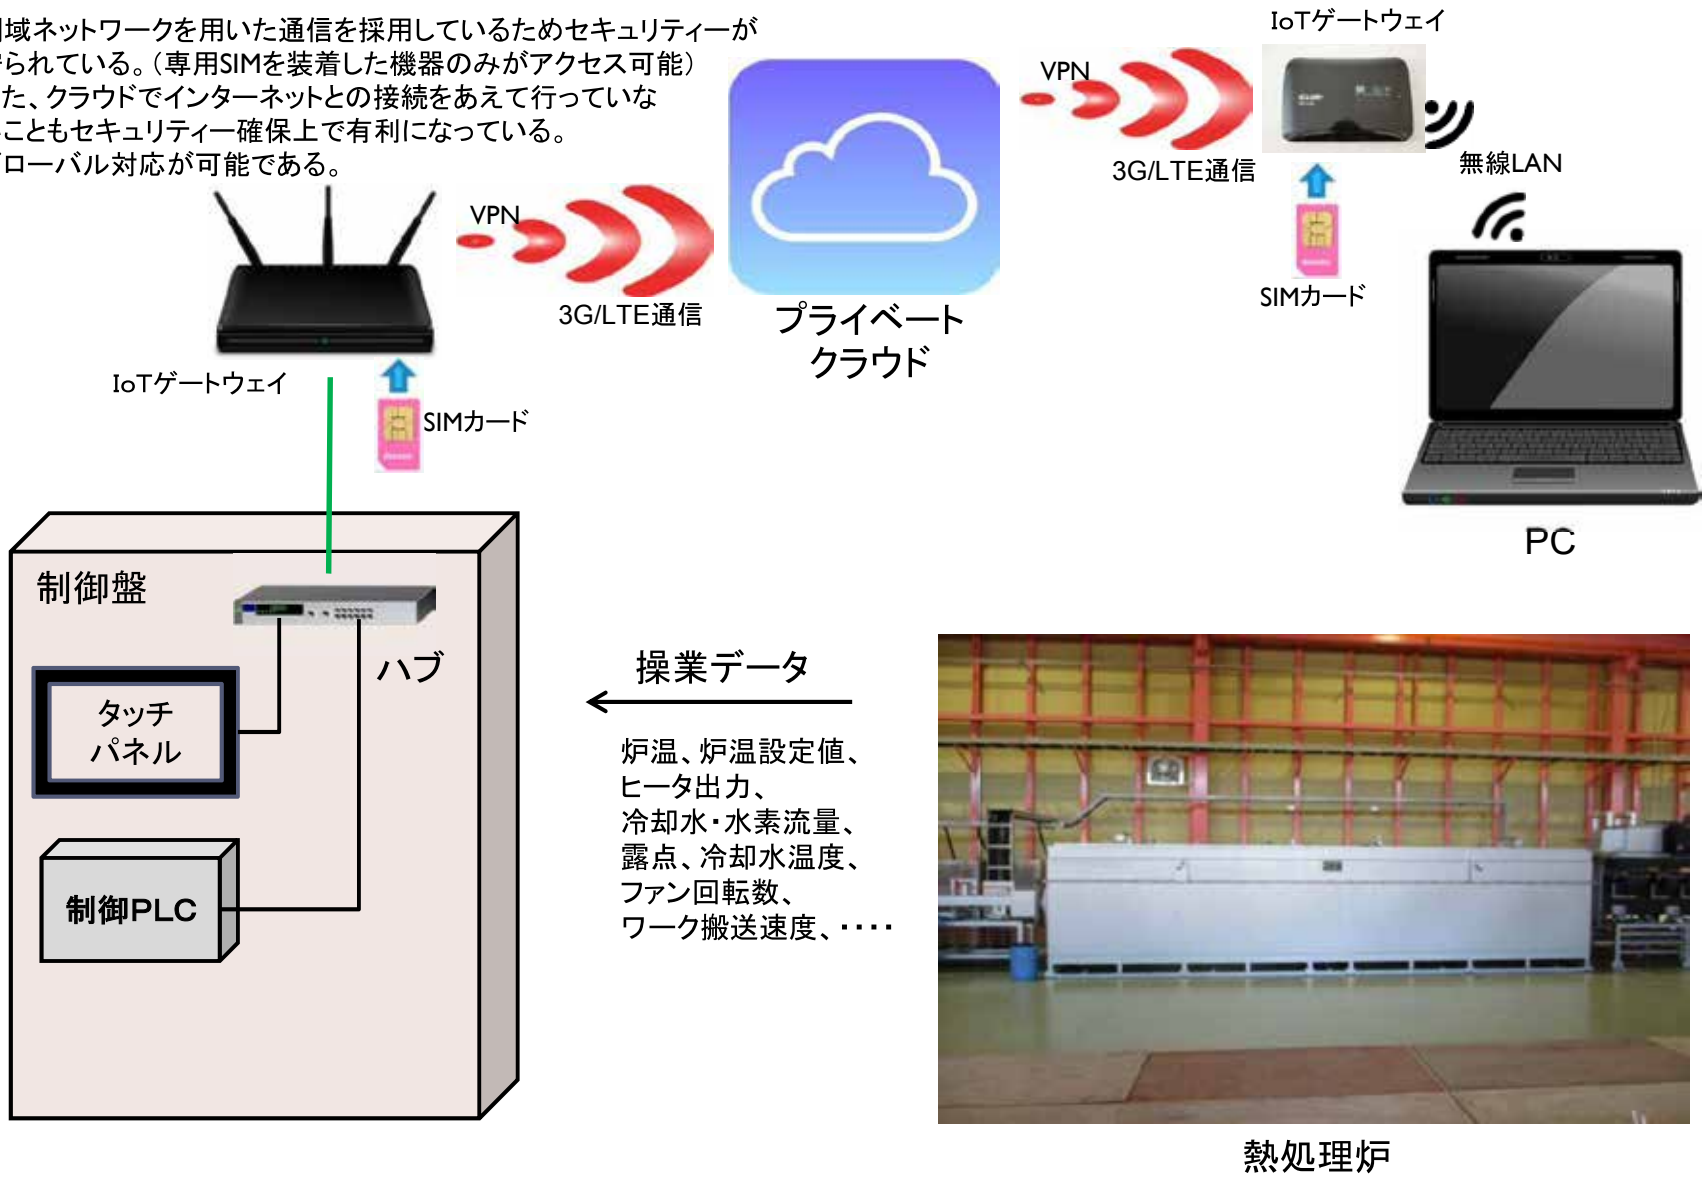 域ネットワークを用いた通信を採用しているためセキュリティーが
られている。（専用SIMを装着した機器のみがアクセス可能）
た、クラウドでインターネットとの接続をあえて行っていな
こともセキュリティー確保上で有利になっている。
ローバル対応が可能である。
IoTゲートウェイ
VPN
3G/LTE通信
無線LAN
SIMカード
VPN
3G/LTE通信
プライベート
クラウド
IoTゲートウェイ
SIMカード
PC
制御盤
ハブ
タッチ
パネル
制御PLC
操業データ
炉温、炉温設定値、
ヒータ出力、
冷却水・水素流量、
露点、冷却水温度、
ファン回転数、
ワーク搬送速度、・・・・
熱処理炉